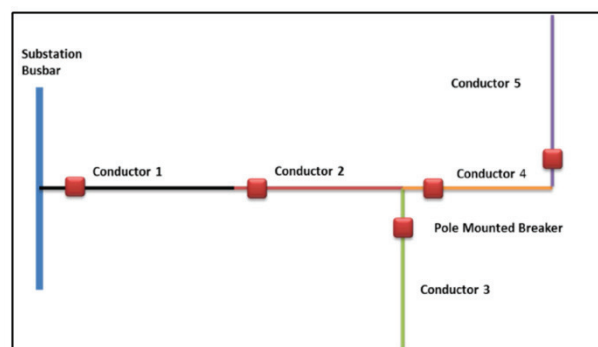 Substation
Busbar
Conductor 5
Conductor 1
Conductor 2
Conductor 4
Pole Mounted Breaker
Conductor 3